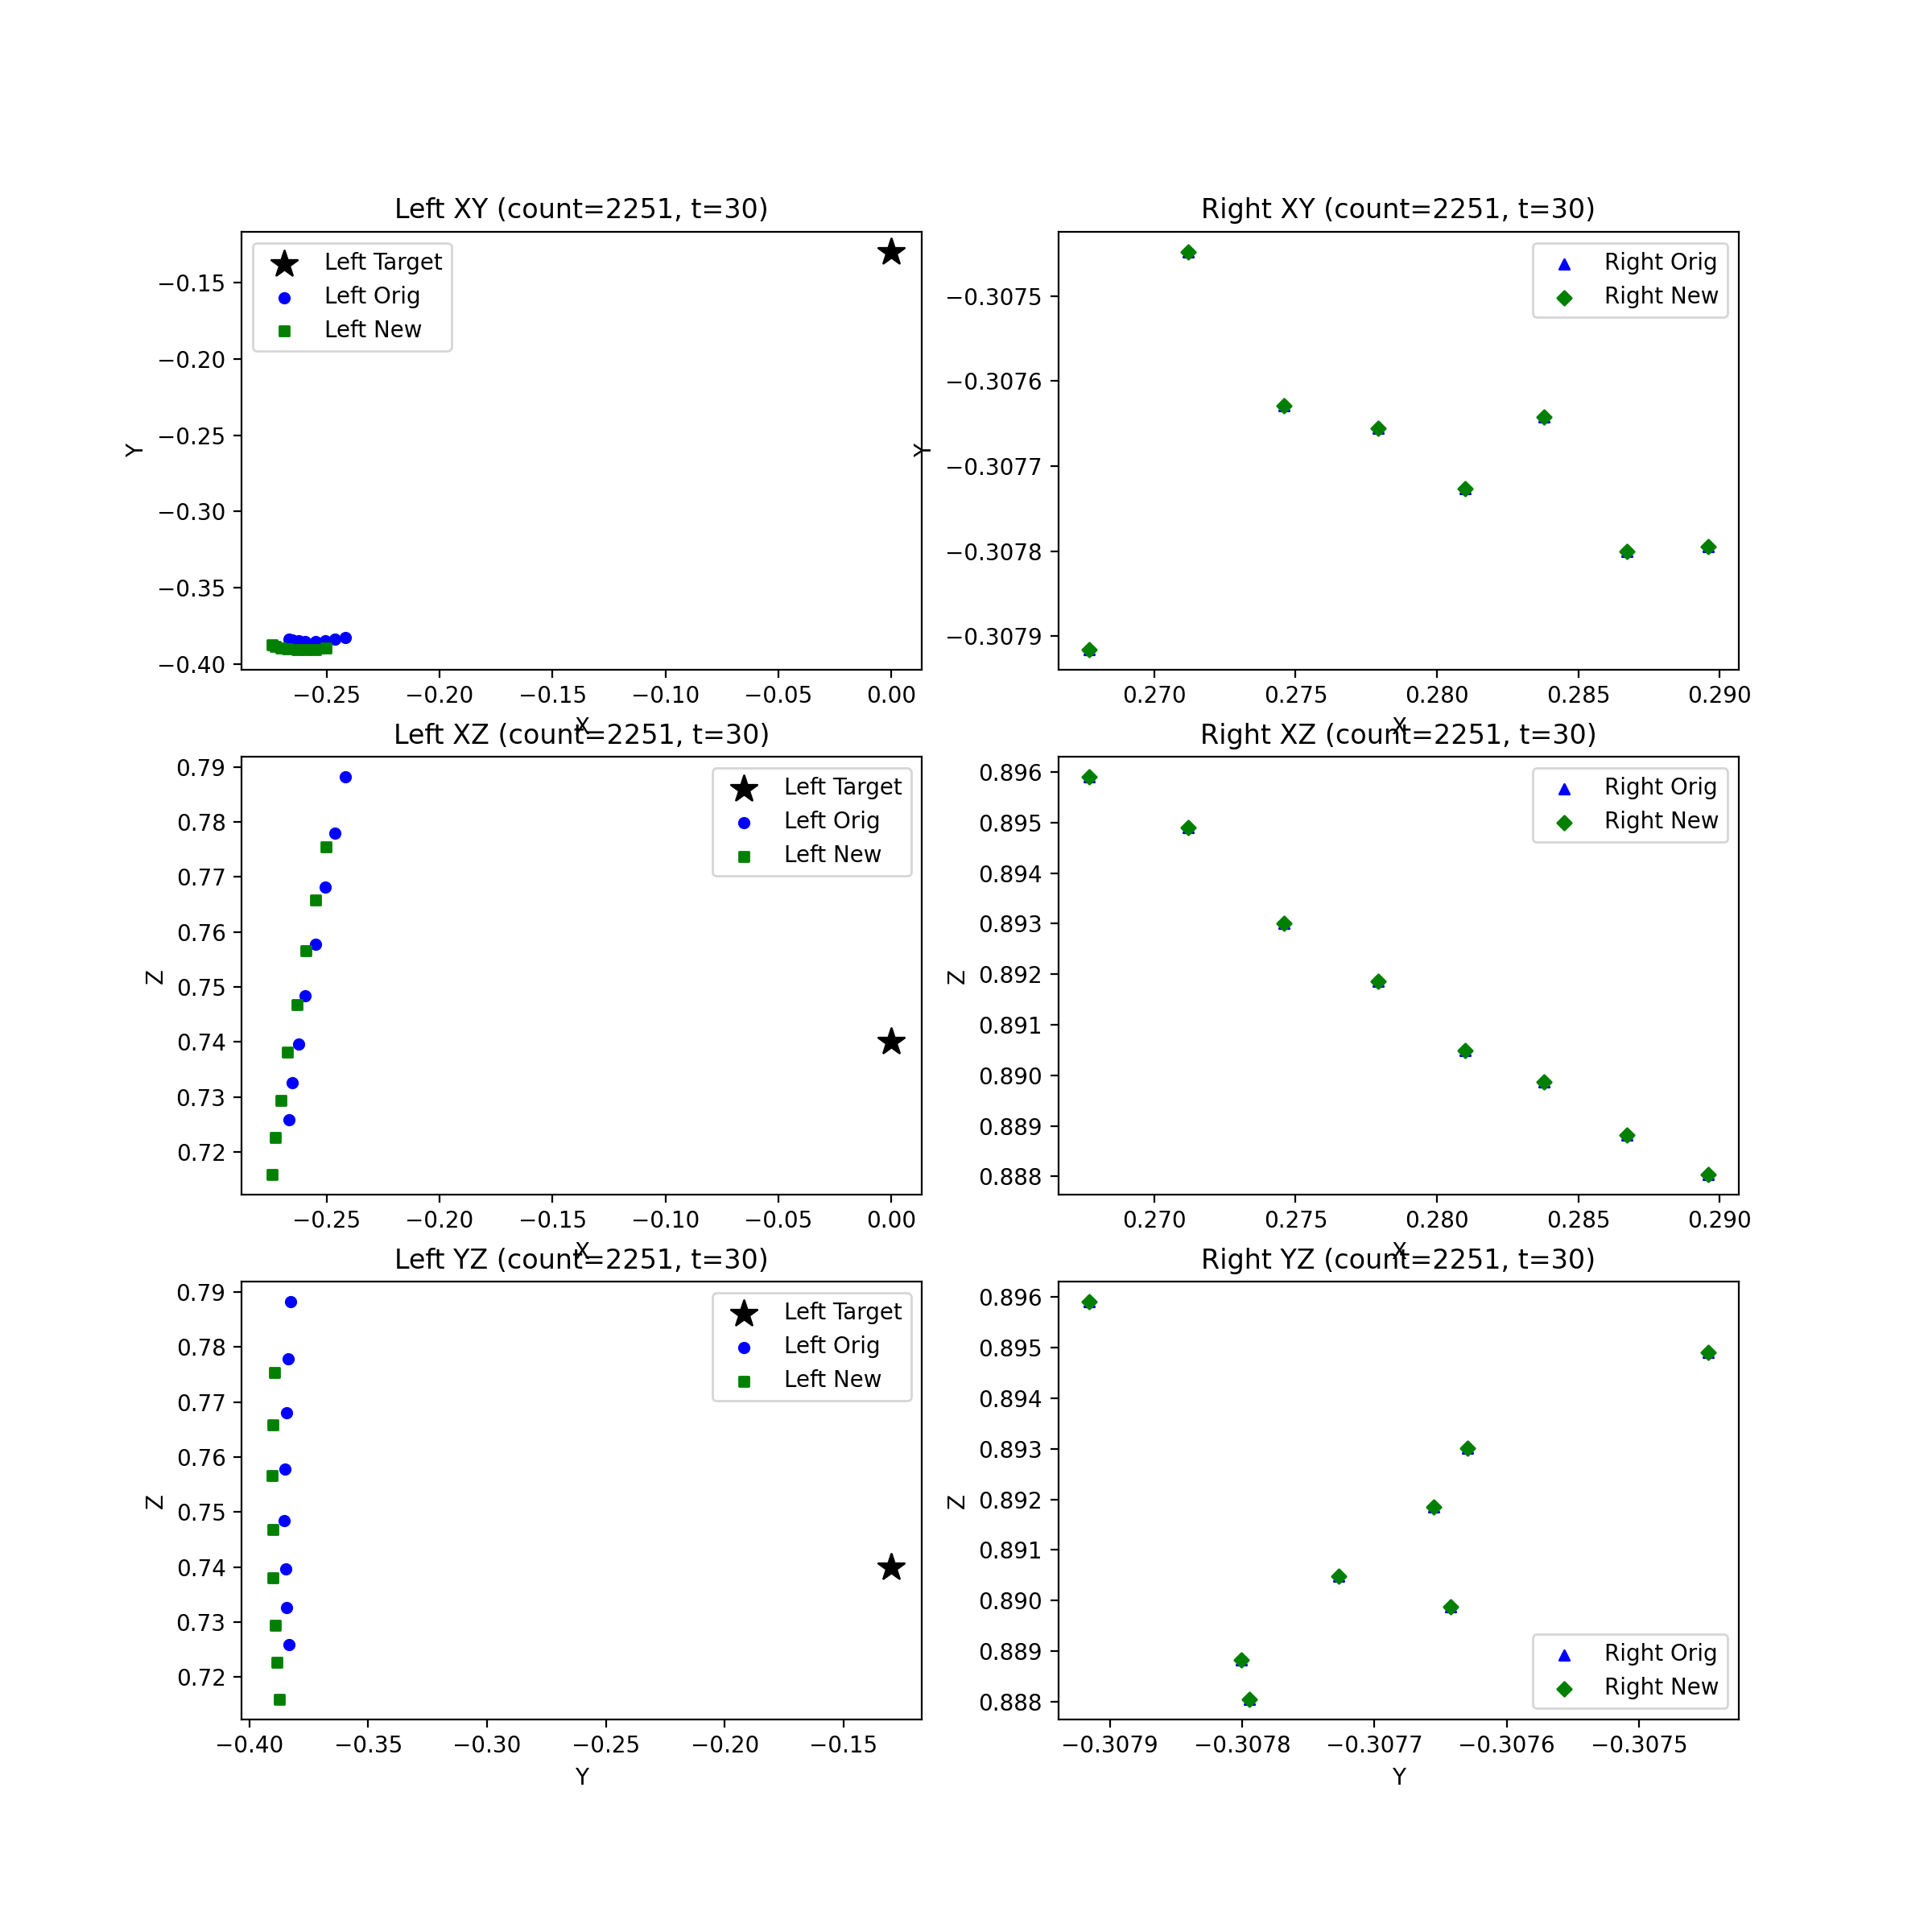 Left XY (count=2251, t=30)
Left Target
Left Orig
Left New
−0.15
−0.20
−0.25
−0.30
−0.35
−0.40
Y
−0.25 −0.20 −0.15 −0.10 −0.05 0.00
X
Right XY (count=2251, t=30)
Right Orig
Right New
−0.3075
−0.3076
−0.3077
−0.3078
−0.3079
Y
0.270 0.275 0.280 0.285 0.290
X
Left XZ (count=2251, t=30)
Left Target
Left Orig
Left New
0.79
0.78
0.77
0.76
0.75
0.74
0.73
0.72
Z
−0.25 −0.20 −0.15 −0.10 −0.05 0.00
X
Right XZ (count=2251, t=30)
Right Orig
Right New
0.896
0.895
0.894
0.893
0.892
0.891
0.890
0.889
0.888
Z
0.270 0.275 0.280 0.285 0.290
X
Left YZ (count=2251, t=30)
Left Target
Left Orig
Left New
0.79
0.78
0.77
0.76
0.75
0.74
0.73
0.72
Z
−0.40 −0.35 −0.30 −0.25 −0.20 −0.15
Y
Right YZ (count=2251, t=30)
0.896
0.895
0.894
0.893
0.892
0.891
0.890
0.889
0.888
Z
Right Orig
Right New
−0.3079 −0.3078 −0.3077 −0.3076 −0.3075
Y